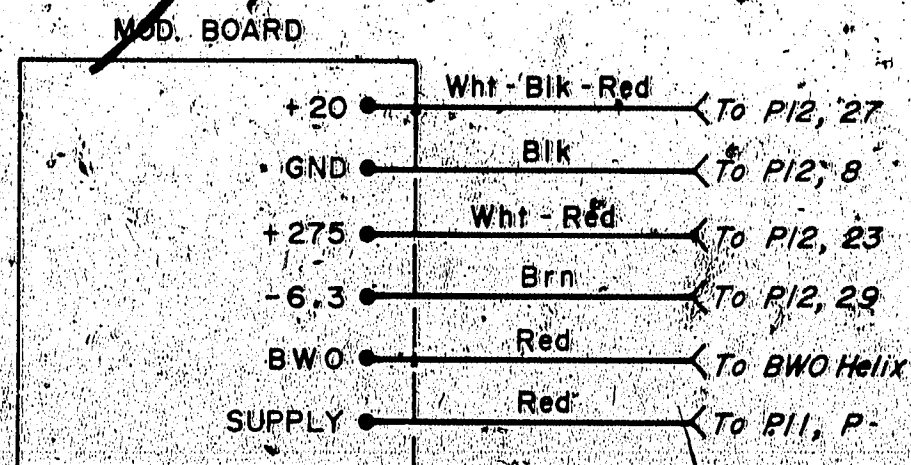 MOD. BOARD
+20 Wht-Blk-Red To P12, 27
GND Blk To P12, 8
+275 Wht-Red To P12, 23
-6.3 Brn To P12, 29
BWO Red To BWO Helix
SUPPLY Red To P11, P-